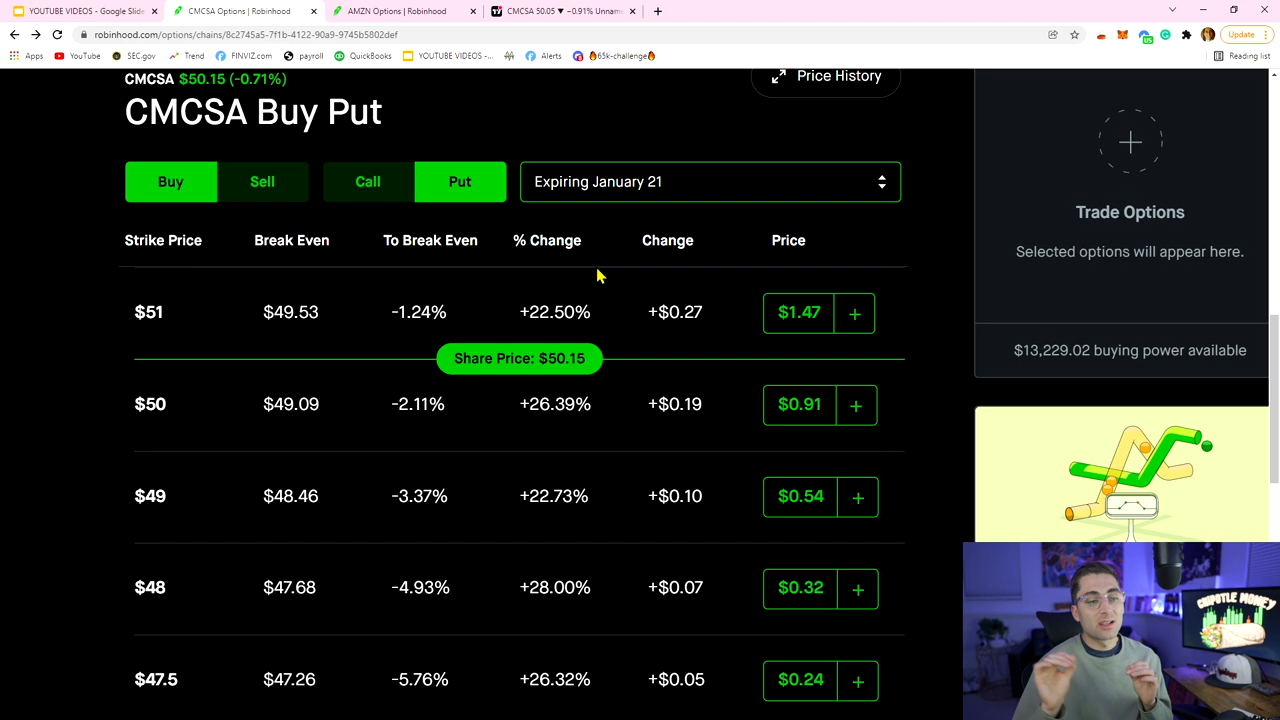 YOUTUBE VIDEOS - Google Slide
CMCSA Options | Robinhood
AMZN Options | Robinhood
CMCSA 50.05 ▼ −0.91% Unnam
robinhood.com/options/chains/8c2745a5-7f1b-4122-90a9-9745b5802def
Update
Apps
YouTube
SEC.gov
Trend
FINVIZ.com
payroll
QuickBooks
YOUTUBE VIDEOS -...
Alerts
65k-challenge
Reading list
CMCSA $50.15 (-0.71%)
Price History
CMCSA Buy Put
Buy
Sell
Call
Put
Expiring January 21
Strike Price Break Even To Break Even % Change Change Price
$51 $49.53 -1.24% +22.50% +$0.27 $1.47 +
Share Price: $50.15
$50 $49.09 -2.11% +26.39% +$0.19 $0.91 +
$49 $48.46 -3.37% +22.73% +$0.10 $0.54 +
$48 $47.68 -4.93% +28.00% +$0.07 $0.32 +
$47.5 $47.26 -5.76% +26.32% +$0.05 $0.24 +
Trade Options
Selected options will appear here.
$13,229.02 buying power available
CHIPOTLE MONEY